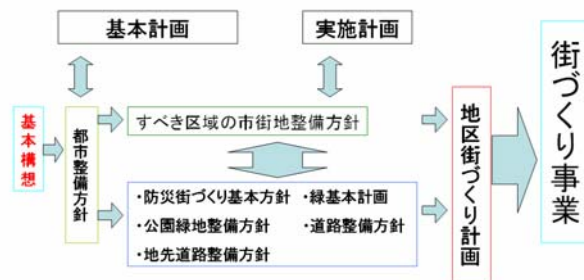 基本計画
実施計画
基本構想
都市整備方針
すべき区域の市街地整備方針
・防災街づくり基本方針 ・緑基本計画
・公園緑地整備方針 ・道路整備方針
・地先道路整備方針
地区街づくり計画
街づくり事業